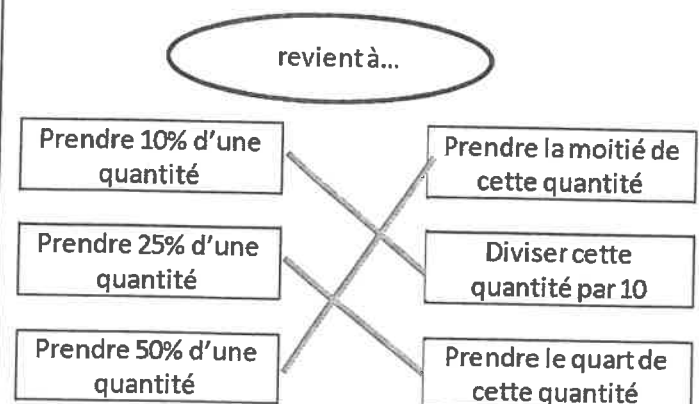 revient à...
Prendre 10% d'une
quantité
Prendre la moitié de
cette quantité
Prendre 25% d'une
quantité
Diviser cette
quantité par 10
Prendre 50% d'une
quantité
Prendre le quart de
cette quantité